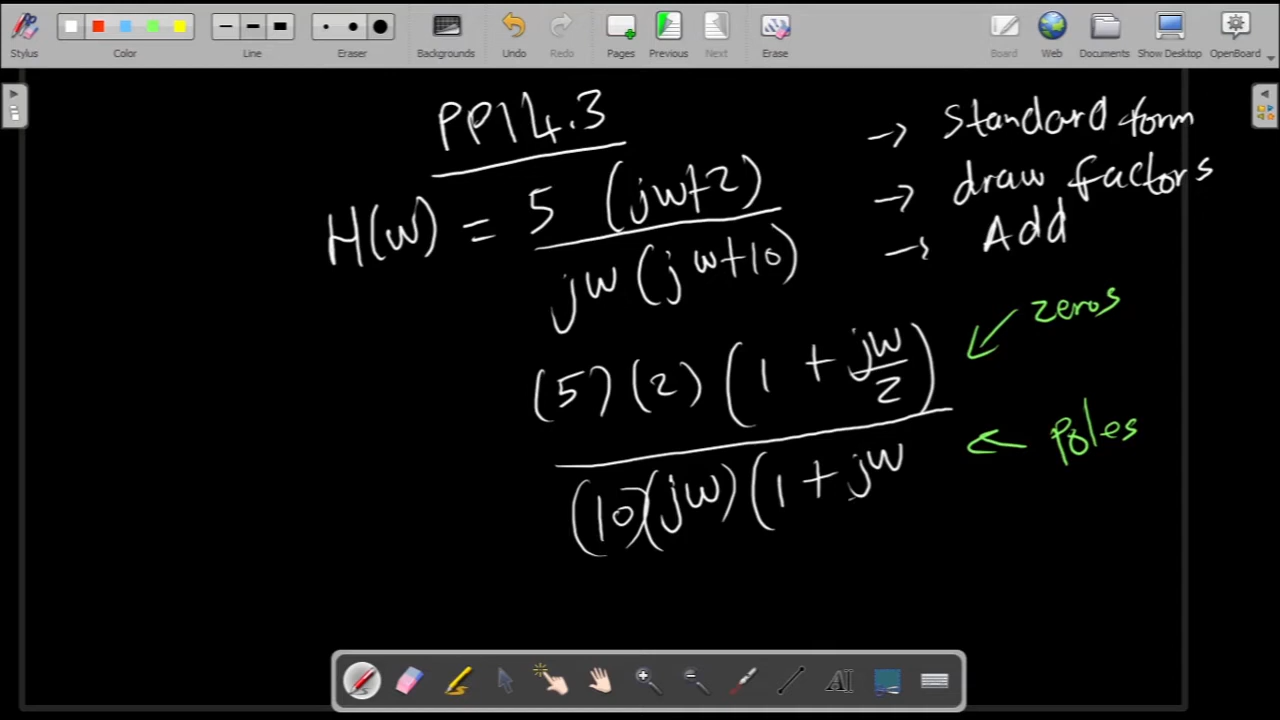 Stylus Color Line Eraser Backgrounds Undo Redo Pages Previous Next Erase Board Web Documents Show Desktop OpenBoard
PP14.3
→ standard form
H(w) = 5 (jw+2) / jw (jw+10)
→ draw factors
→ Add
(5) (2) (1 + jw/2)
← zeros
(10)(jw) (1 + jw
← Poles
AI